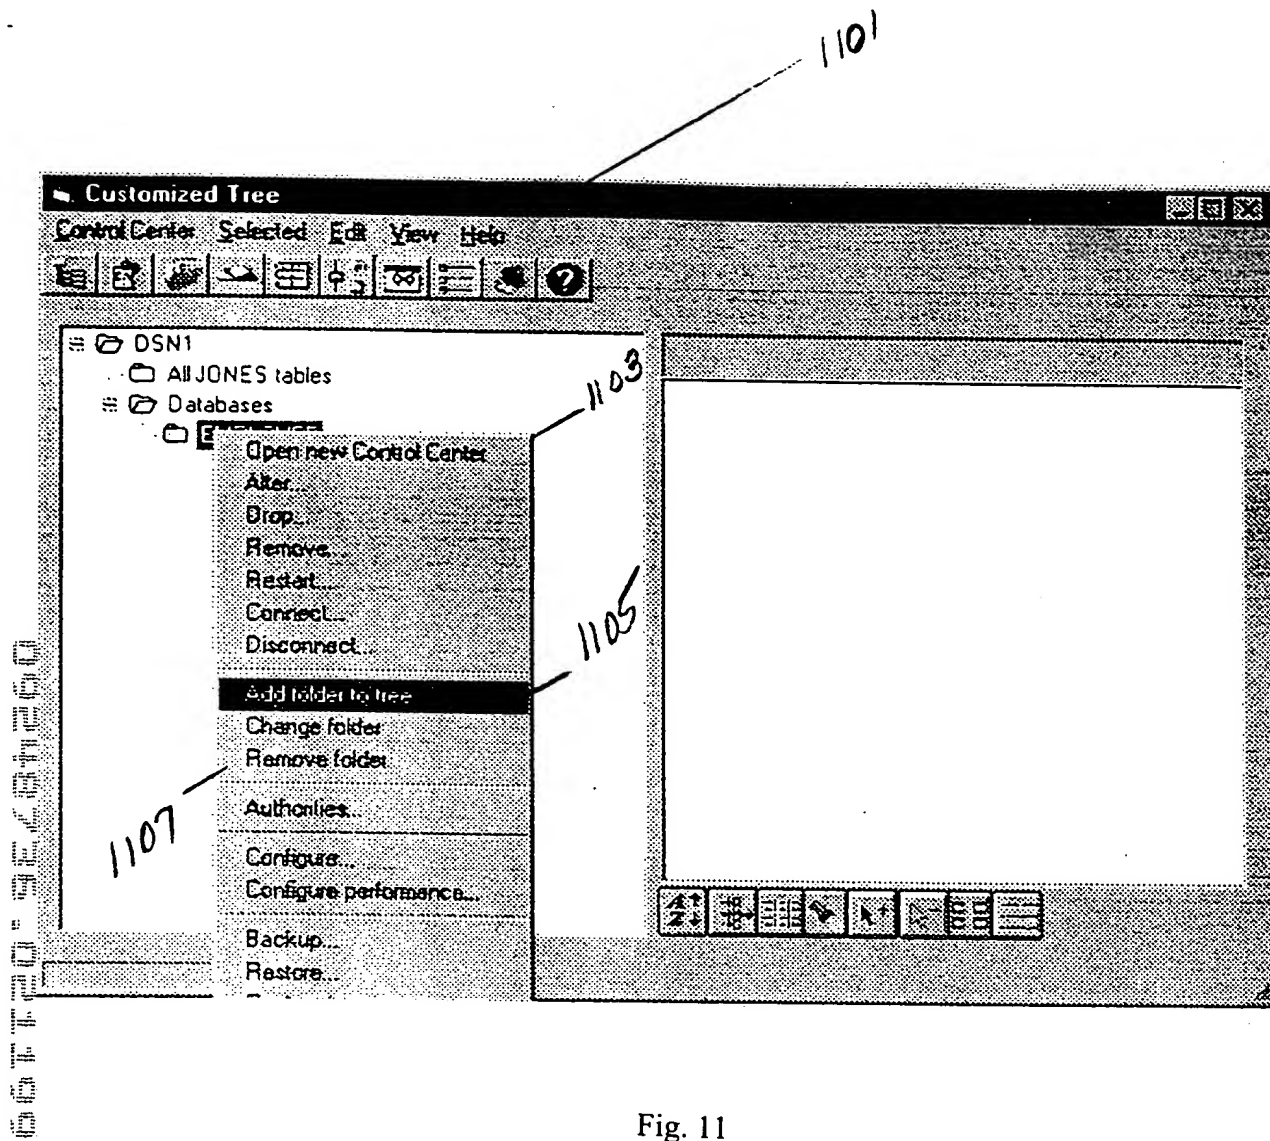 1101
Customized Tree
Control Center Selected Edit View Help
DSN1
All JONES tables
1103
Databases
Open new Control Center
Alter...
Drop...
Remove...
Restart...
Connect...
1105
Disconnect...
Add folder to tree
Change folder
Remove folder
1107
Authorities...
Configure...
Configure performance...
Backup...
Restore...
Fig. 11